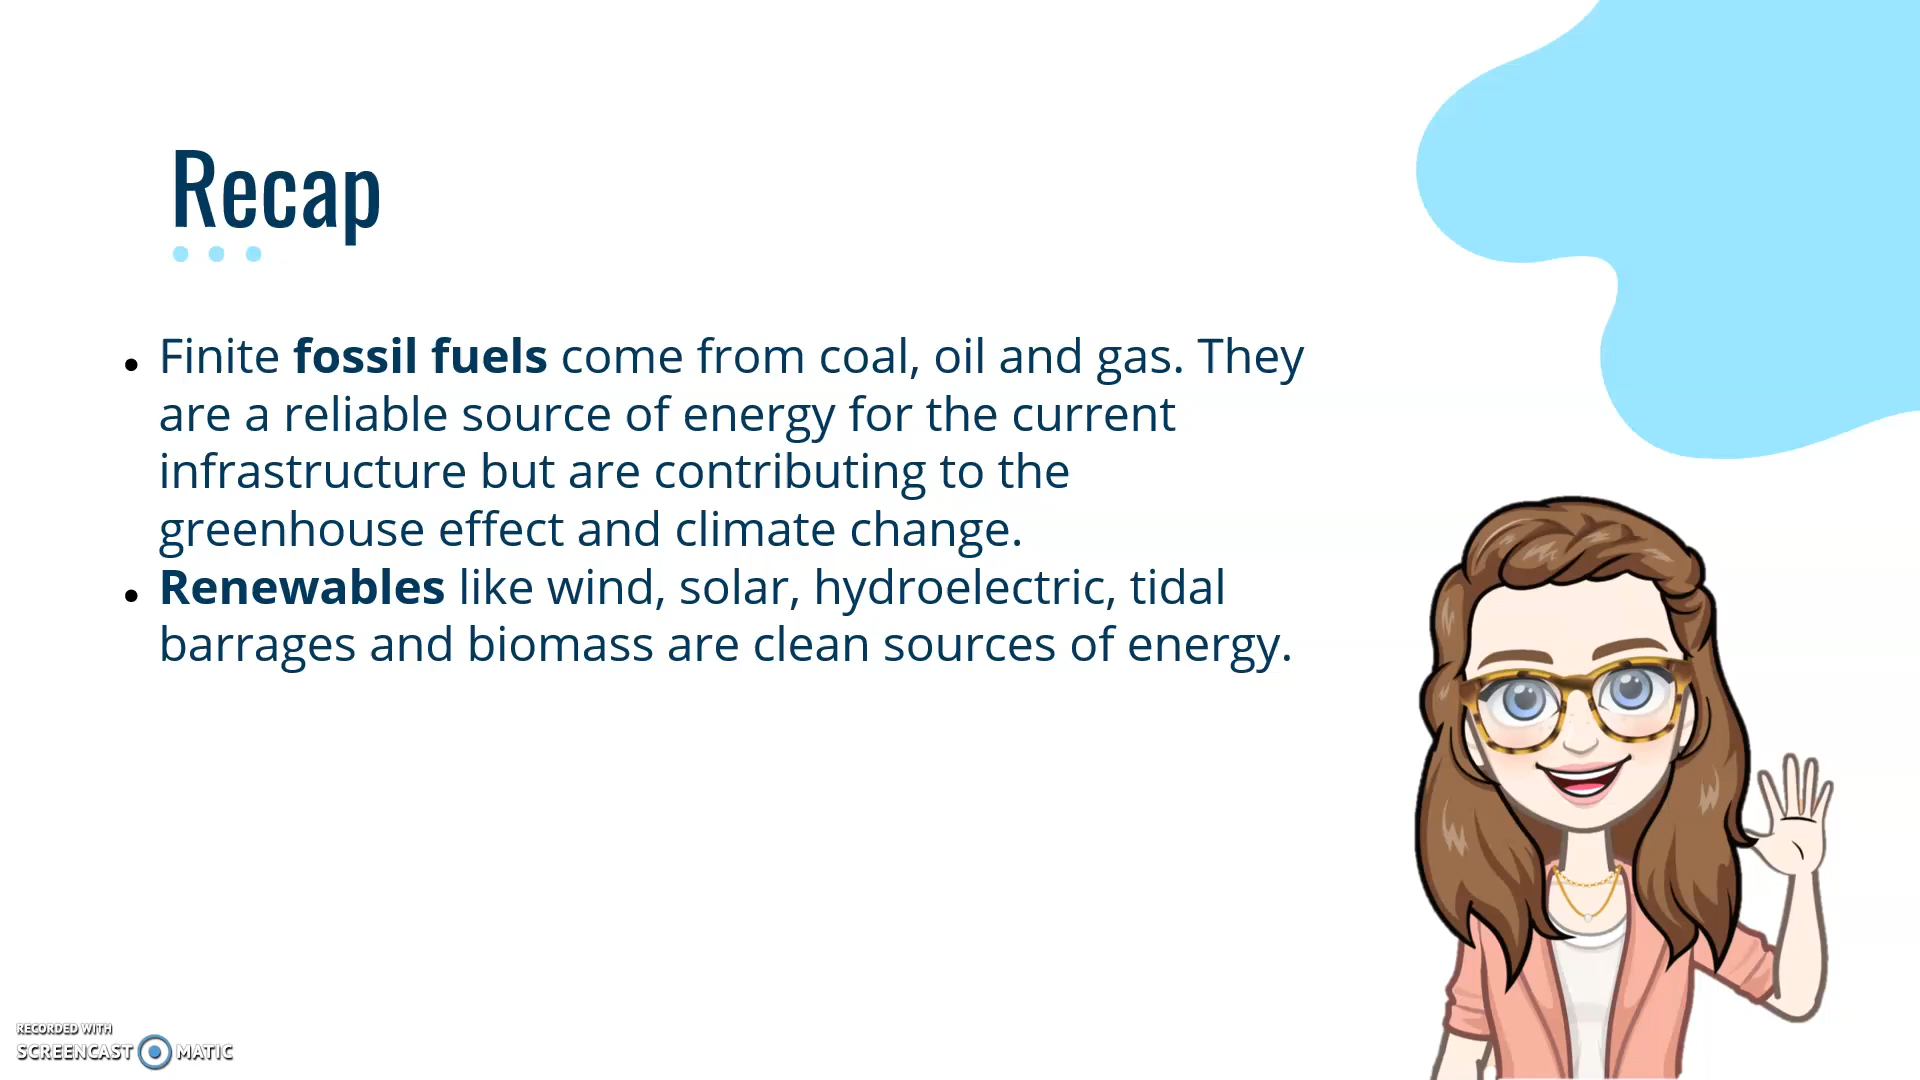 Recap
• Finite fossil fuels come from coal, oil and gas. They
are a reliable source of energy for the current
infrastructure but are contributing to the
greenhouse effect and climate change.
• Renewables like wind, solar, hydroelectric, tidal
barrages and biomass are clean sources of energy.
RECORDED WITH
SCREENCAST MATIC